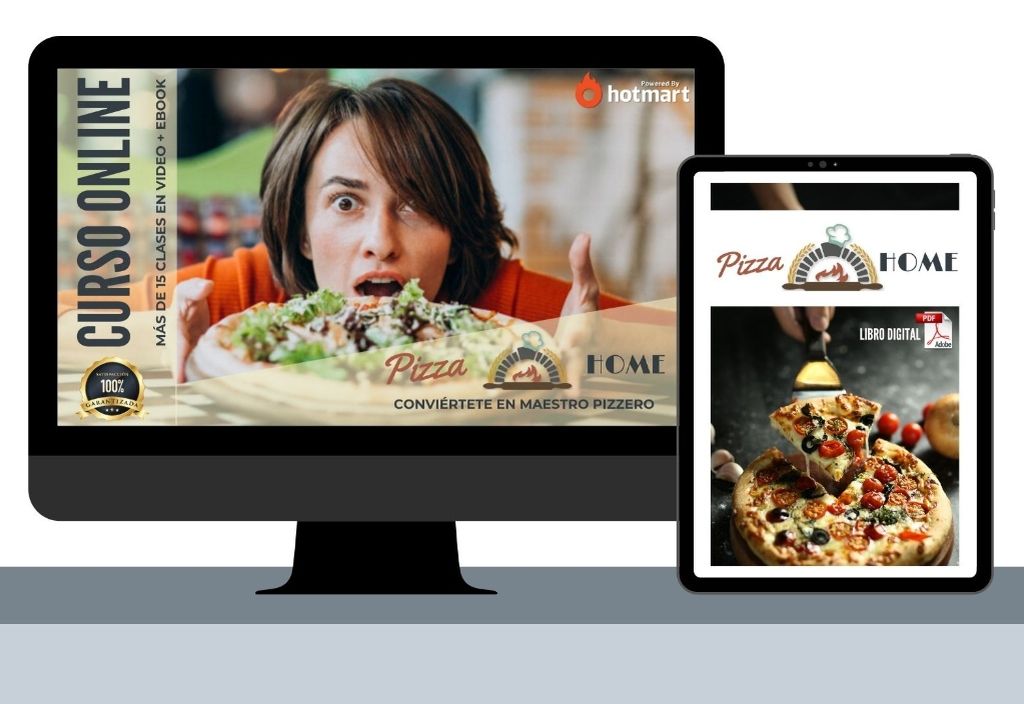 CURSO ONLINE
MÁS DE 15 CLASES EN VIDEO + EBOOK
Powered By
hotmart
SATISFACCIÓN
100%
GARANTIZADA
Pizza HOME
CONVIÉRTETE EN MAESTRO PIZZERO
Pizza HOME
LIBRO DIGITAL
PDF
Adobe